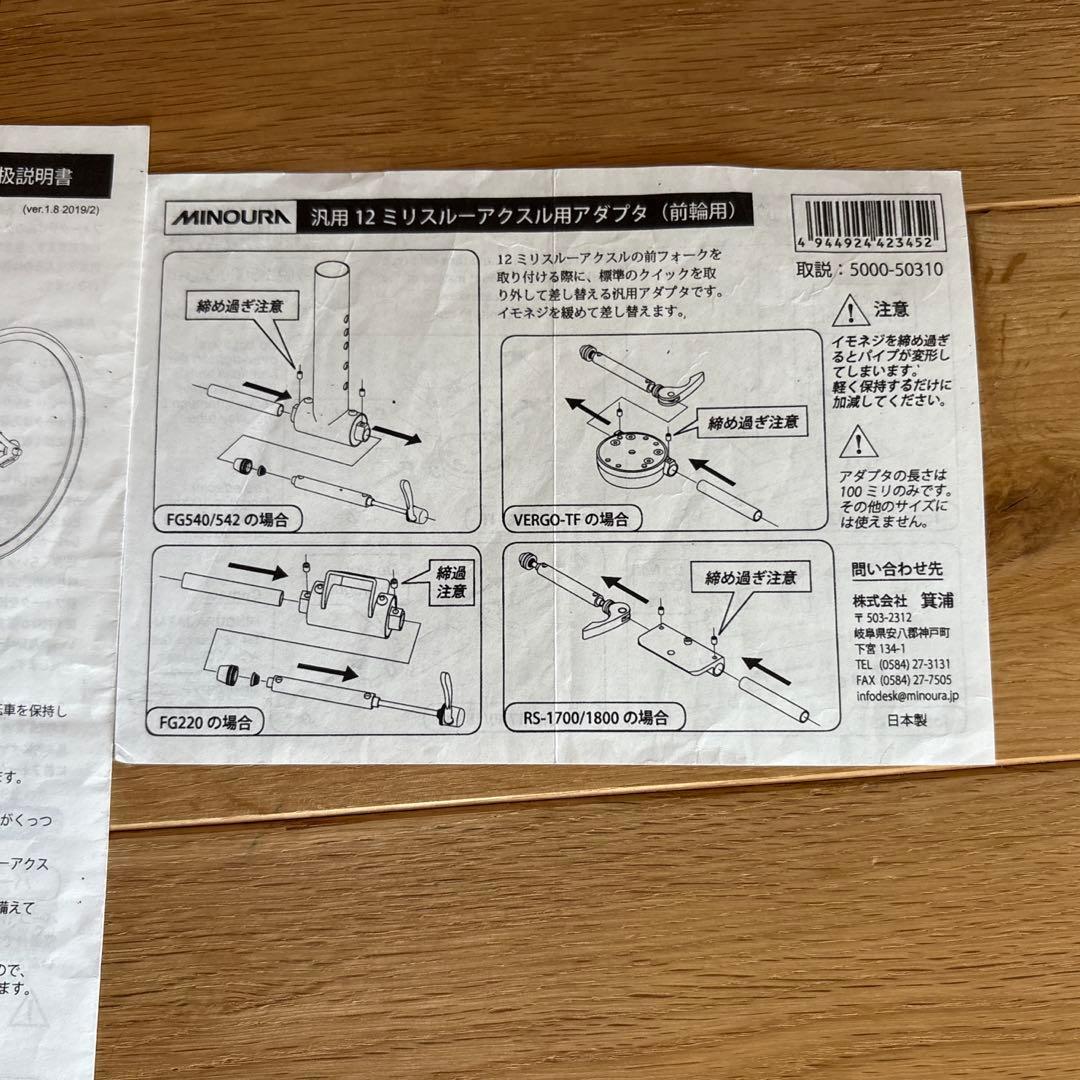 扱説明書
(ver.1.8 2019/2)
転車を保持し
ます。
がくっつ
ーアクス
備えて
ので、
ます。
MINOURA
汎用 12 ミリスルーアクスル用アダプタ（前輪用）
4 944924 423452
取説：5000-50310
12 ミリスルーアクスルの前フォークを
取り付ける際に、標準のクイックを取
り外して差し替える汎用アダプタです。
イモネジを緩めて差し替えます。
締め過ぎ注意
FG540/542 の場合
締め過ぎ注意
VERGO-TF の場合
締過
注意
FG220 の場合
締め過ぎ注意
RS-1700/1800 の場合
注意
イモネジを締め過ぎ
るとパイプが変形し
てしまいます。
軽く保持するだけに
加減してください。
アダプタの長さは
100 ミリのみです。
その他のサイズに
は使えません。
問い合わせ先
株式会社　箕浦
〒503-2312
岐阜県安八郡神戸町
下宮 134-1
TEL (0584) 27-3131
FAX (0584) 27-7505
infodesk@minoura.jp
日本製